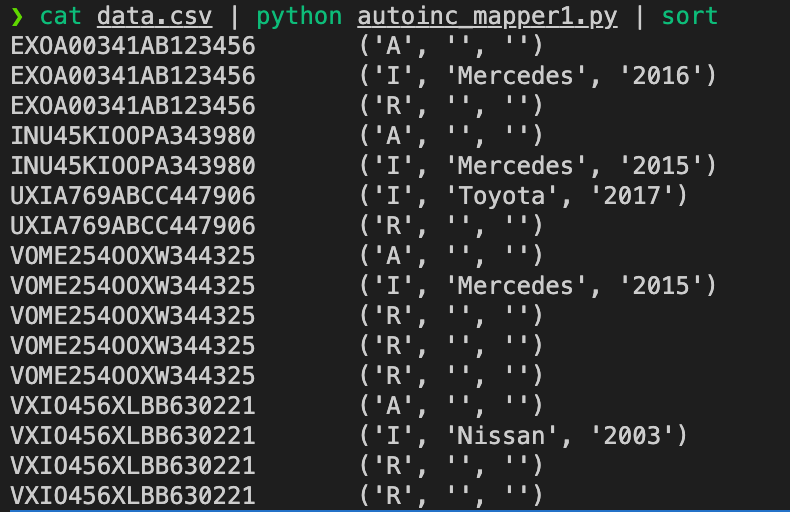 ❯ cat data.csv | python autoinc_mapper1.py | sort
EXOA00341AB123456 ('A', '', '')
EXOA00341AB123456 ('I', 'Mercedes', '2016')
EXOA00341AB123456 ('R', '', '')
INU45KIOOPA343980 ('A', '', '')
INU45KIOOPA343980 ('I', 'Mercedes', '2015')
UXIA769ABCC447906 ('I', 'Toyota', '2017')
UXIA769ABCC447906 ('R', '', '')
VOME254OOXW344325 ('A', '', '')
VOME254OOXW344325 ('I', 'Mercedes', '2015')
VOME254OOXW344325 ('R', '', '')
VOME254OOXW344325 ('R', '', '')
VOME254OOXW344325 ('R', '', '')
VXIO456XLBB630221 ('A', '', '')
VXIO456XLBB630221 ('I', 'Nissan', '2003')
VXIO456XLBB630221 ('R', '', '')
VXIO456XLBB630221 ('R', '', '')